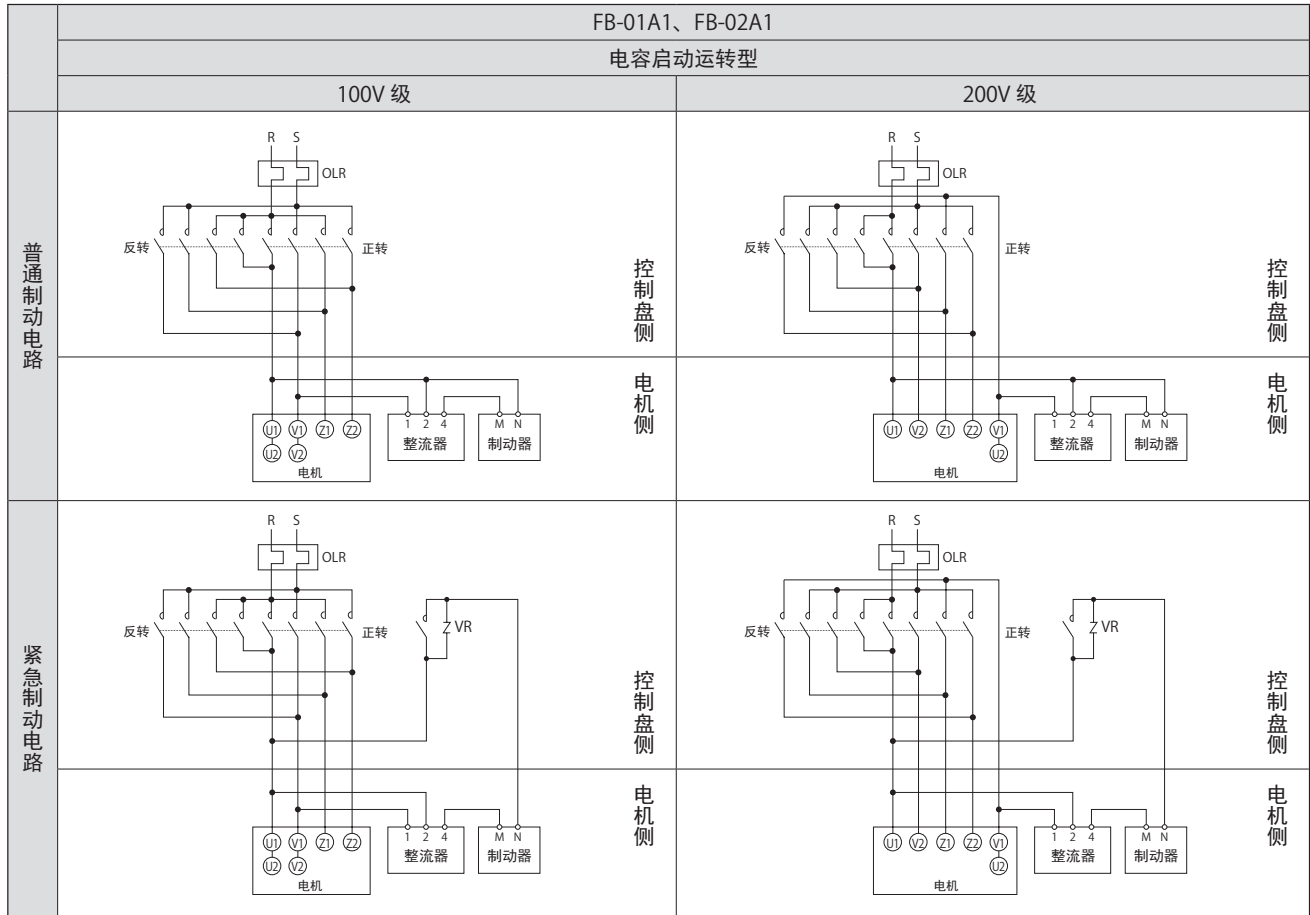 FB-01A1、FB-02A1
电容启动运转型
100V 级
200V 级
普通制动电路
R S
OLR
反转
正转
控制盘侧
电机侧
U1 V1 Z1 Z2
U2 V2
电机
1 2 4
整流器
M N
制动器
R S
OLR
反转
正转
控制盘侧
电机侧
U1 V2 Z1 Z2 V1
U2
电机
1 2 4
整流器
M N
制动器
紧急制动电路
R S
OLR
反转
正转
VR
控制盘侧
电机侧
U1 V1 Z1 Z2
U2 V2
电机
1 2 4
整流器
M N
制动器
R S
OLR
反转
正转
VR
控制盘侧
电机侧
U1 V2 Z1 Z2 V1
U2
电机
1 2 4
整流器
M N
制动器